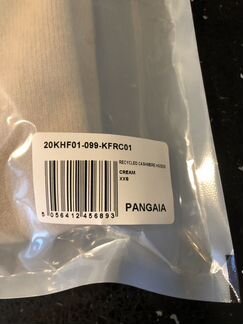 20KHF01-099-KFRC01
RECYCLED CASHMERE HOODIE
CREAM
XXS
5 056412 456893
PANGAIA